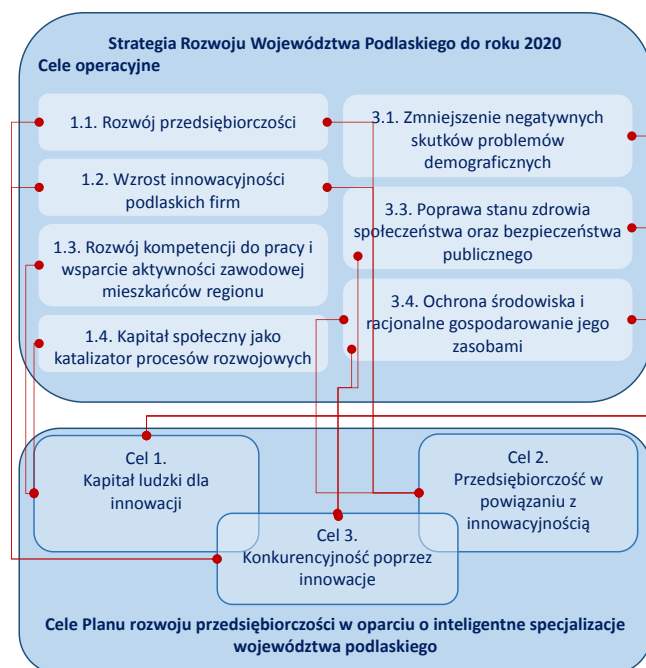 Strategia Rozwoju Województwa Podlaskiego do roku 2020
Cele operacyjne
1.1. Rozwój przedsiębiorczości
1.2. Wzrost innowacyjności
podlaskich firm
1.3. Rozwój kompetencji do pracy i
wsparcie aktywności zawodowej
mieszkańców regionu
1.4. Kapitał społeczny jako
katalizator procesów rozwojowych
3.1. Zmniejszenie negatywnych
skutków problemów
demograficznych
3.3. Poprawa stanu zdrowia
społeczeństwa oraz bezpieczeństwa
publicznego
3.4. Ochrona środowiska i
racjonalne gospodarowanie jego
zasobami
Cel 1.
Kapitał ludzki dla
innowacji
Cel 2.
Przedsiębiorczość w
powiązaniu z
innowacyjnością
Cel 3.
Konkurencyjność poprzez
innowacje
Cele Planu rozwoju przedsiębiorczości w oparciu o inteligentne specjalizacje
województwa podlaskiego